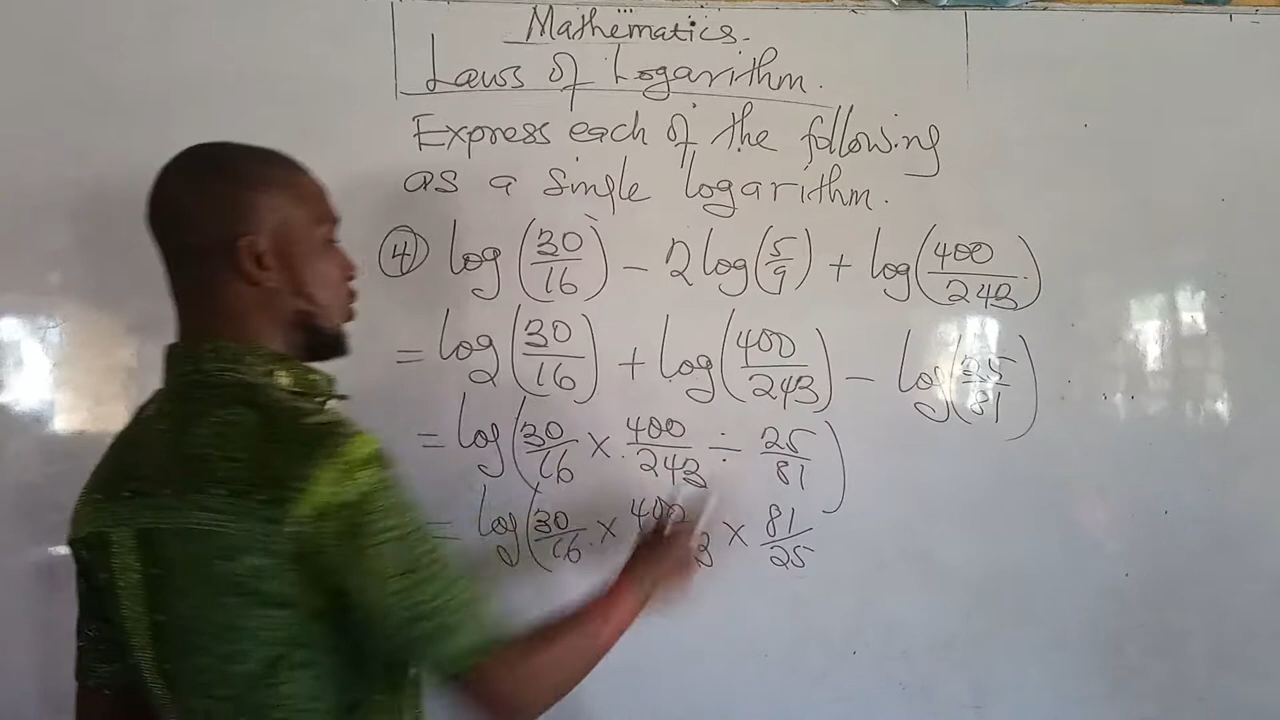 Mathematics.
Laws of Logarithm.
Express each of the following
as a single logarithm.
④ log(30/16) - 2log(5/9) + log(400/243)
= log(30/16) + log(400/243) - log(25/81)
= log(30/16 × 400/243 ÷ 25/81)
= log(30/16 × 400/ 3 × 81/25